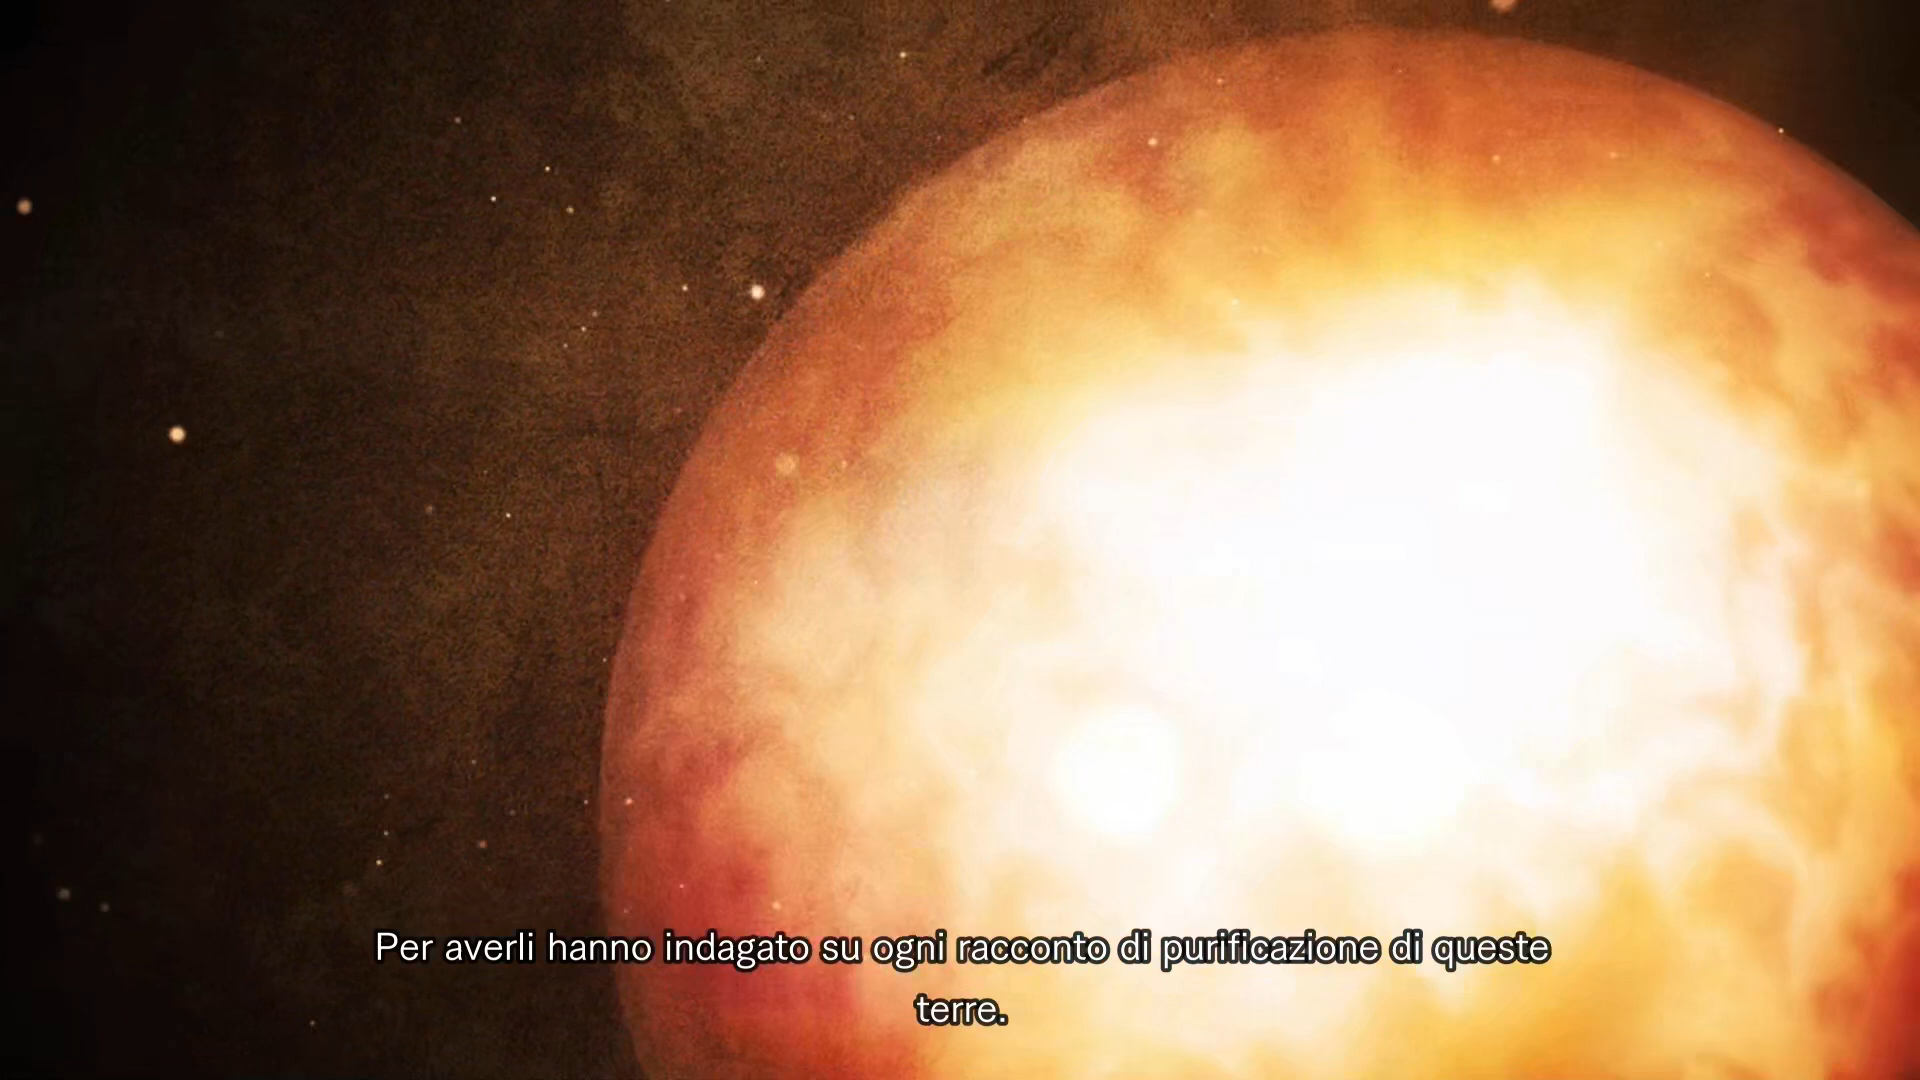 Per averli hanno indagato su ogni racconto di purificazione di queste
terre.